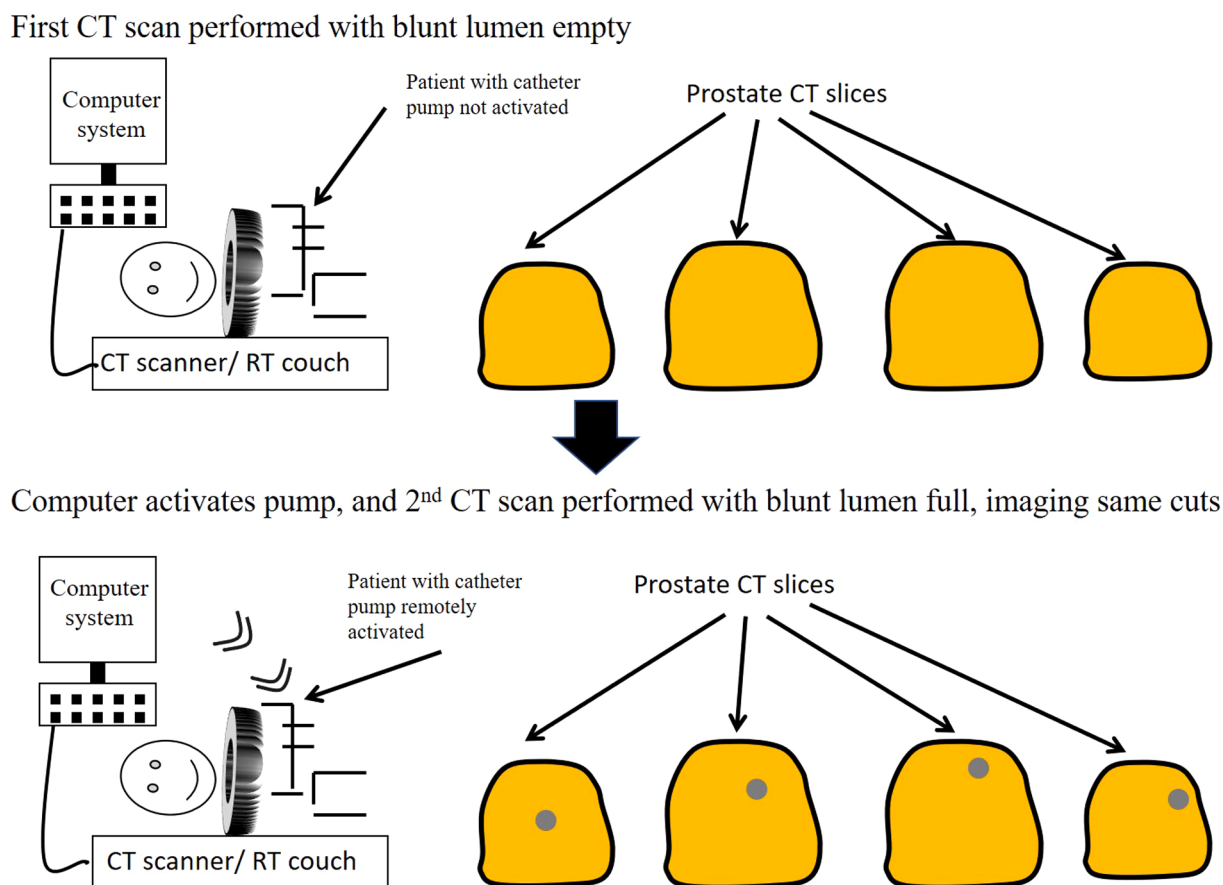 First CT scan performed with blunt lumen empty
Computer
system
Patient with catheter
pump not activated
Prostate CT slices
CT scanner/ RT couch
Computer activates pump, and 2nd CT scan performed with blunt lumen full, imaging same cuts
Computer
system
Patient with catheter
pump remotely
activated
Prostate CT slices
CT scanner/ RT couch